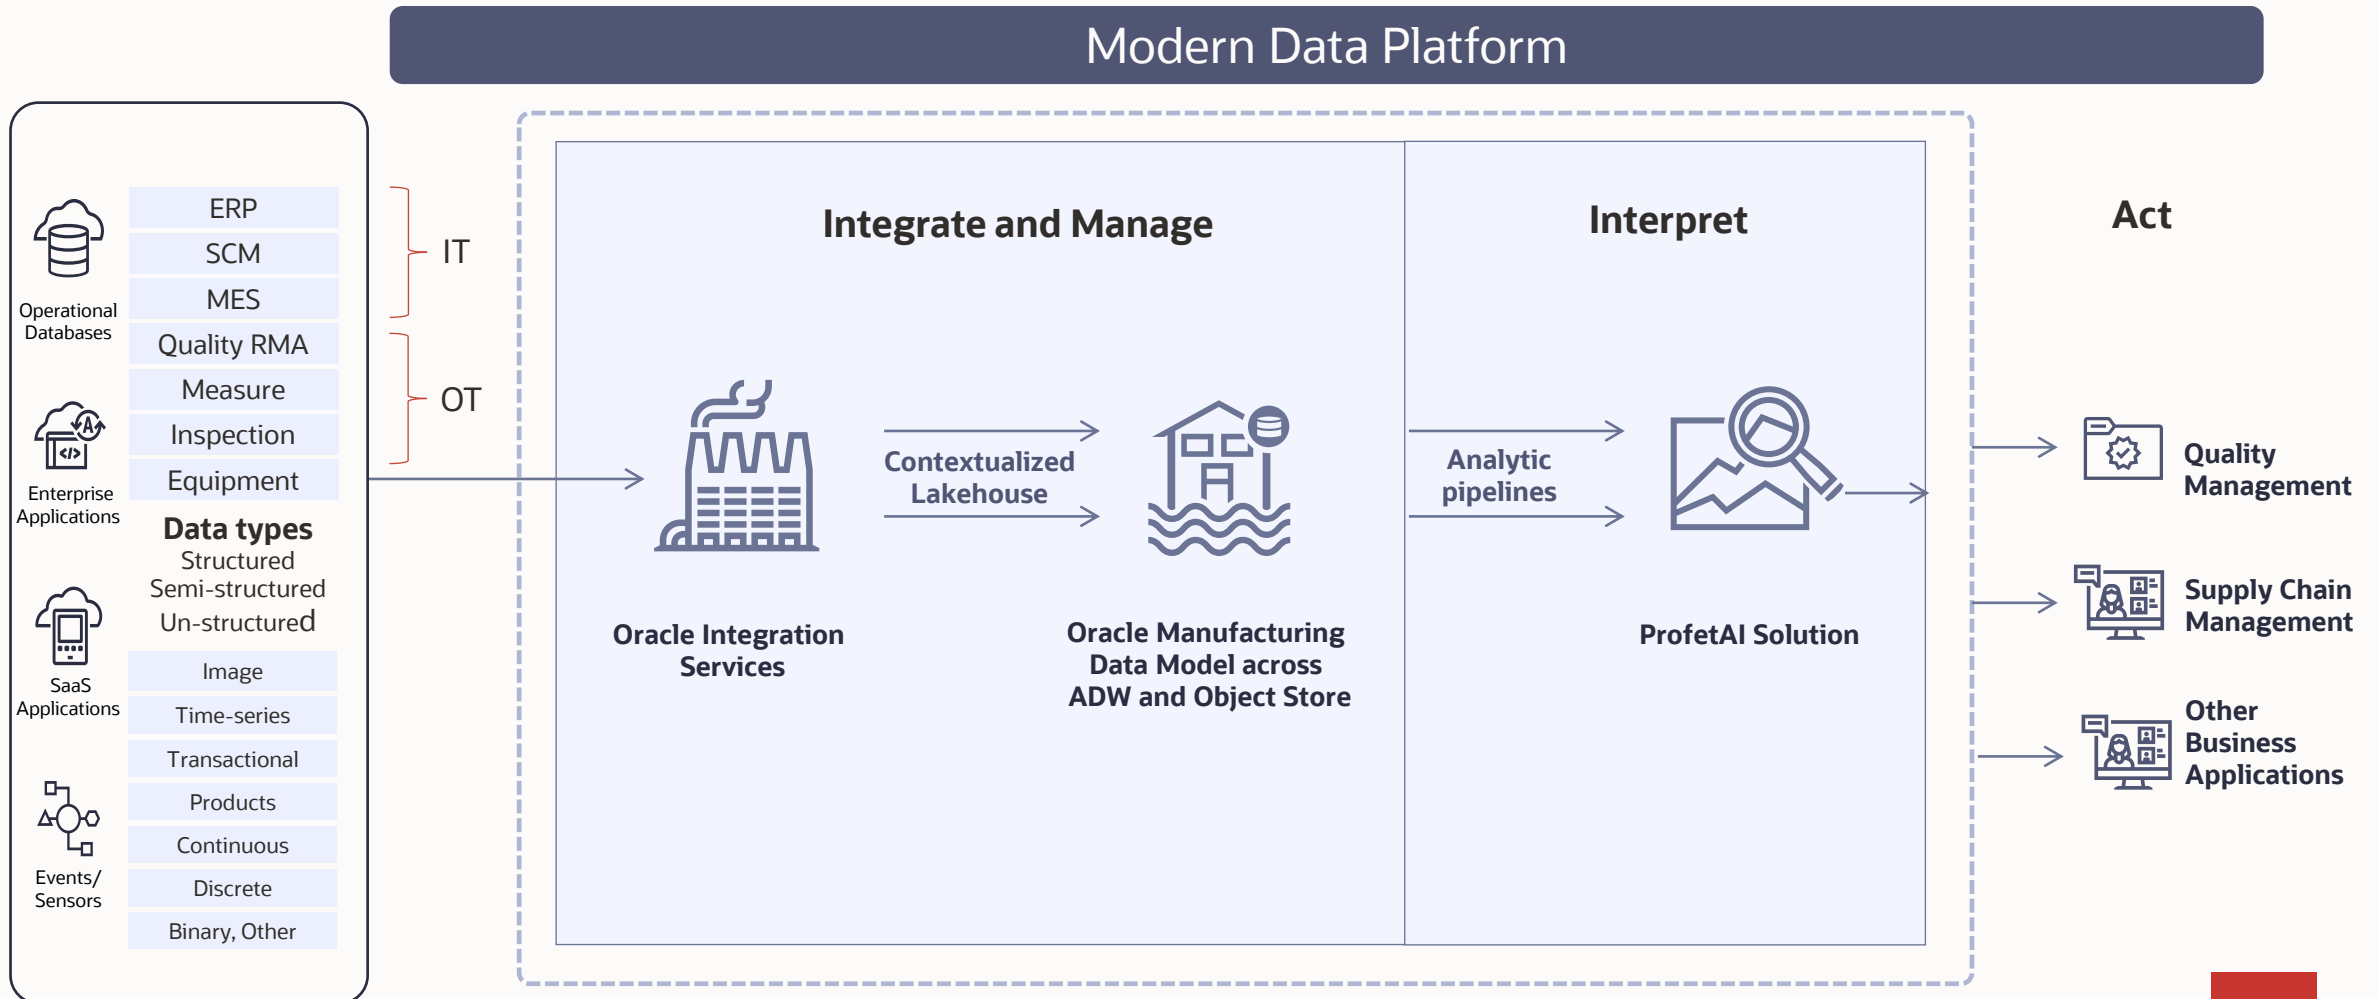 Modern Data Platform
Operational
Databases
Enterprise
Applications
SaaS
Applications
Events/
Sensors
ERP
SCM
MES
Quality RMA
Measure
Inspection
Equipment
Data types
Structured
Semi-structured
Un-structured
Image
Time-series
Transactional
Products
Continuous
Discrete
Binary, Other
IT
OT
Integrate and Manage
Oracle Integration
Services
Contextualized
Lakehouse
Oracle Manufacturing
Data Model across
ADW and Object Store
Interpret
Analytic
pipelines
ProfetAI Solution
Act
Quality
Management
Supply Chain
Management
Other
Business
Applications